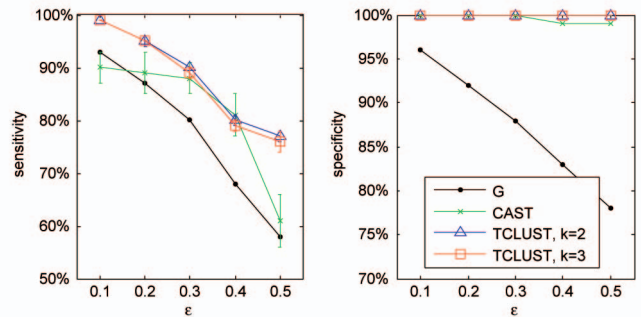 sensitivity
100%
90%
80%
70%
60%
50%
0.1 0.2 0.3 0.4 0.5
ε
specificity
100%
95%
90%
85%
80%
75%
70%
0.1 0.2 0.3 0.4 0.5
ε
G
CAST
TCLUST, k=2
TCLUST, k=3